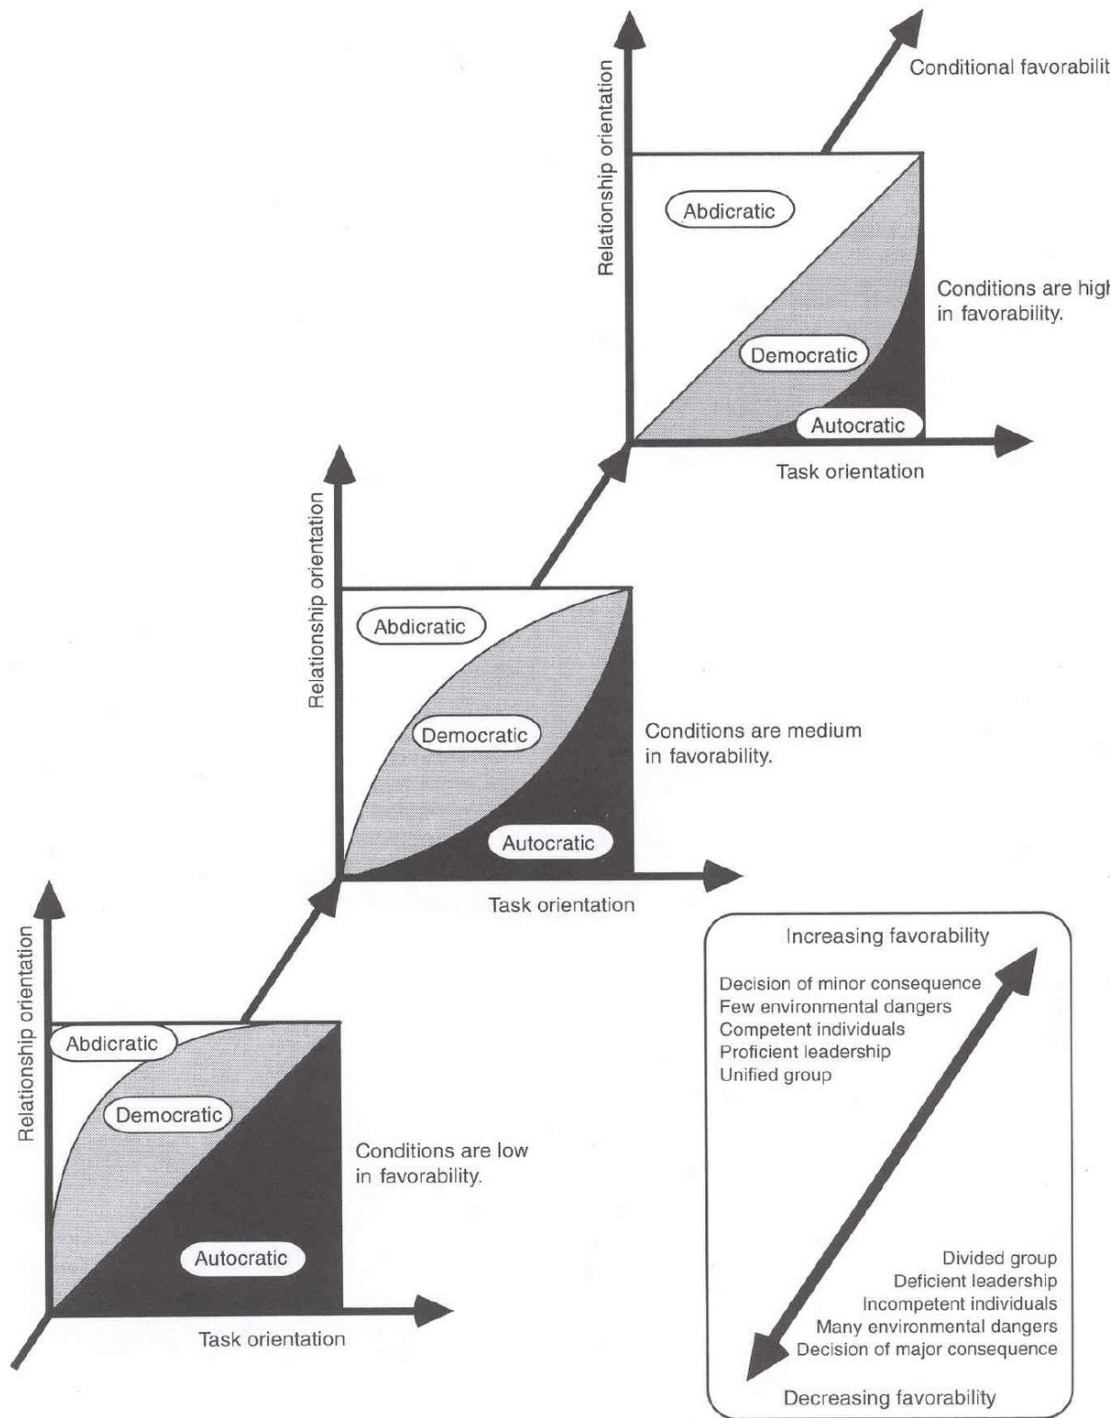 Relationship orientation
Conditional favorabilit
Abdicratic
Conditions are high
in favorability.
Democratic
Autocratic
Task orientation
Relationship orientation
Abdicratic
Democratic
Conditions are medium
in favorability.
Autocratic
Task orientation
Relationship orientation
Abdicratic
Democratic
Conditions are low
in favorability.
Autocratic
Task orientation
Increasing favorability
Decision of minor consequence
Few environmental dangers
Competent individuals
Proficient leadership
Unified group
Divided group
Deficient leadership
Incompetent individuals
Many environmental dangers
Decision of major consequence
Decreasing favorability